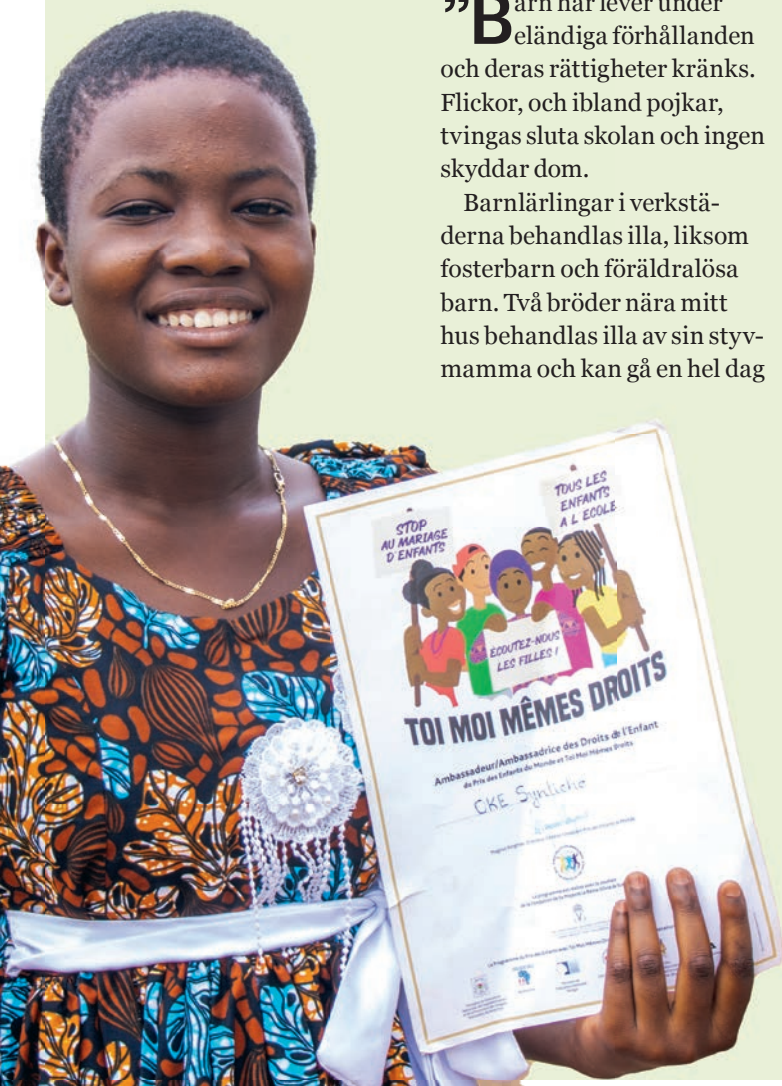 ”Barn här lever under
eländiga förhållanden
och deras rättigheter kränks.
Flickor, och ibland pojkar,
tvingas sluta skolan och ingen
skyddar dom.
Barnlärlingar i verkstä-
derna behandlas illa, liksom
fosterbarn och föräldralösa
barn. Två bröder nära mitt
hus behandlas illa av sin styv-
mamma och kan gå en hel dag
STOP
AU MARIAGE
D'ENFANTS
TOUS LES
ENFANTS
A L ECOLE
ÉCOUTEZ-NOUS
LES FILLES !
TOI MOI MÊMES DROITS
Ambassadeur/Ambassadrice des Droits de l'Enfant
du Prix des Enfants du Monde et Toi Moi Mêmes Droits
CKE Syntiche